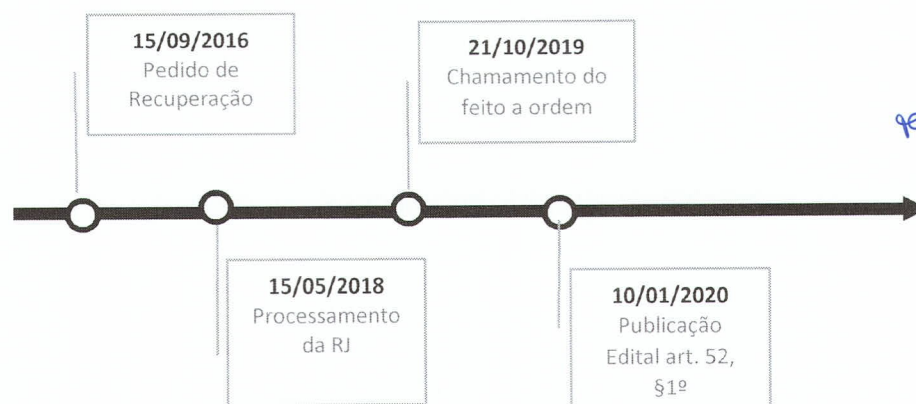 15/09/2016
Pedido de
Recuperação
21/10/2019
Chamamento do
feito a ordem
15/05/2018
Processamento
da RJ
10/01/2020
Publicação
Edital art. 52,
§1º